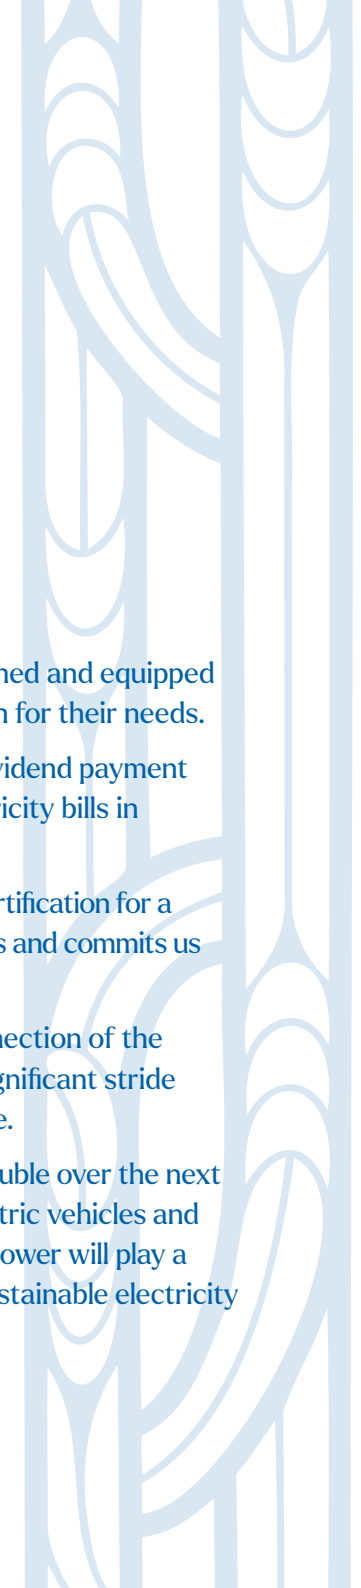 ned and equipped
n for their needs.
vidend payment
icity bills in
rtification for a
s and commits us
nection of the
gnificant stride
e.
uble over the next
tric vehicles and
ower will play a
stainable electricity